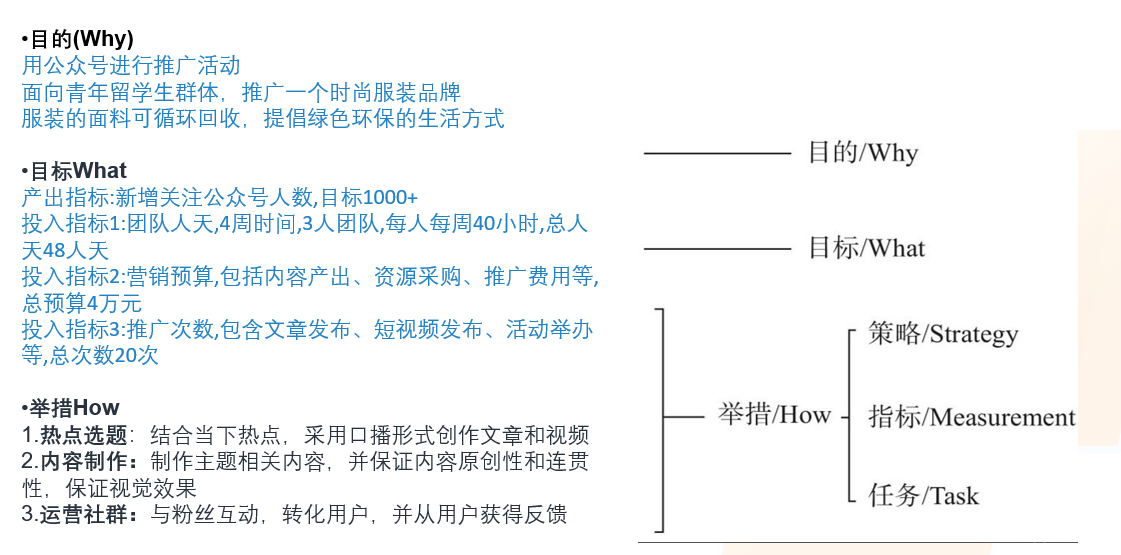 •目的(Why)
用公众号进行推广活动
面向青年留学生群体，推广一个时尚服装品牌
服装的面料可循环回收，提倡绿色环保的生活方式
•目标What
产出指标:新增关注公众号人数,目标1000+
投入指标1:团队人天,4周时间,3人团队,每人每周40小时,总人
天48人天
投入指标2:营销预算,包括内容产出、资源采购、推广费用等,
总预算4万元
投入指标3:推广次数,包含文章发布、短视频发布、活动举办
等,总次数20次
•举措How
1.热点选题：结合当下热点，采用口播形式创作文章和视频
2.内容制作：制作主题相关内容，并保证内容原创性和连贯
性，保证视觉效果
3.运营社群：与粉丝互动，转化用户，并从用户获得反馈
目的/Why
目标/What
举措/How
策略/Strategy
指标/Measurement
任务/Task